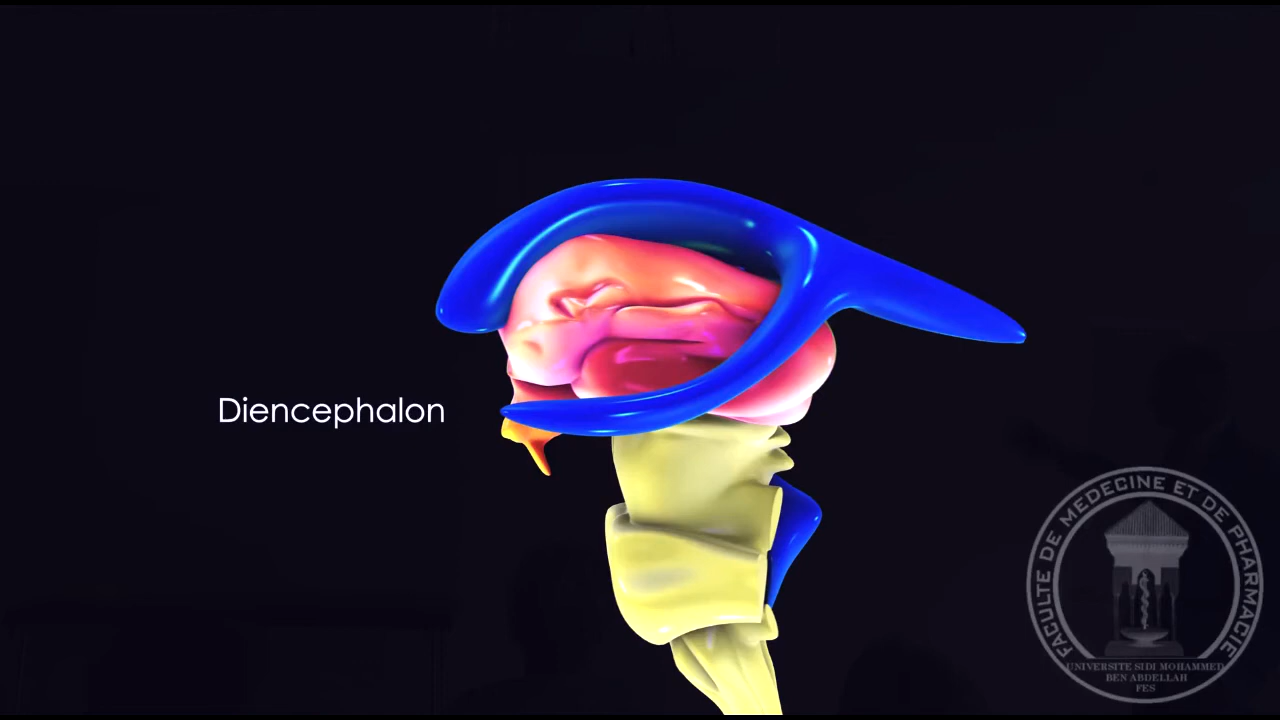 Diencephalon
FACULTE DE MEDECINE ET DE PHARMACIE
UNIVERSITE SIDI MOHAMMED
BEN ABDELLAH
FES